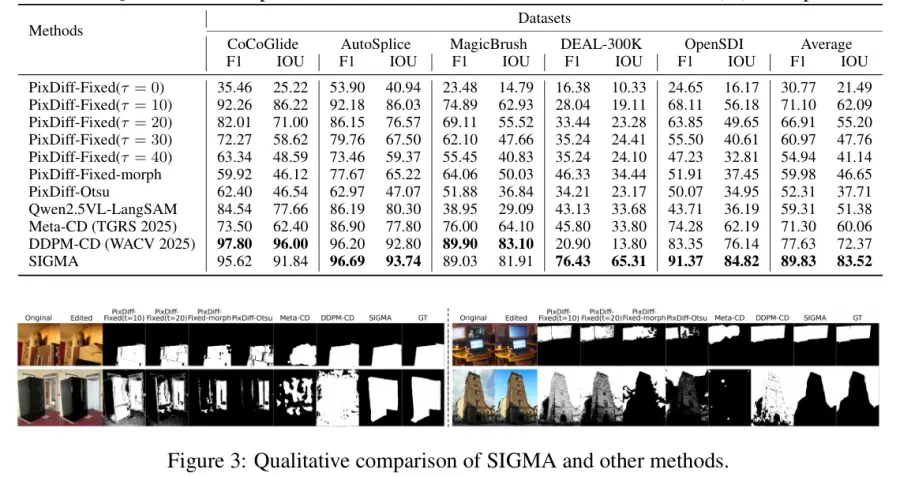 Methods
Datasets
CoCoGlide AutoSplice MagicBrush DEAL-300K OpenSDI Average
F1 IOU F1 IOU F1 IOU F1 IOU F1 IOU F1 IOU
PixDiff-Fixed(τ = 0) 35.46 25.22 53.90 40.94 23.48 14.79 16.38 10.33 24.65 16.17 30.77 21.49
PixDiff-Fixed(τ = 10) 92.26 86.22 92.18 86.03 74.89 62.93 28.04 19.11 68.11 56.18 71.10 62.09
PixDiff-Fixed(τ = 20) 82.01 71.00 86.15 76.57 69.11 55.52 33.44 23.28 63.85 49.65 66.91 55.20
PixDiff-Fixed(τ = 30) 72.27 58.62 79.76 67.50 62.10 47.66 35.24 24.41 55.50 40.61 60.97 47.76
PixDiff-Fixed(τ = 40) 63.34 48.59 73.46 59.37 55.45 40.83 35.24 24.10 47.23 32.81 54.94 41.14
PixDiff-Fixed-morph 59.92 46.12 77.67 65.22 64.06 50.03 46.33 34.44 51.91 37.45 59.98 46.65
PixDiff-Otsu 62.40 46.54 62.97 47.07 51.88 36.84 34.21 23.17 50.07 34.95 52.31 37.71
Qwen2.5VL-LangSAM 84.54 77.66 86.19 80.30 38.95 29.09 43.13 33.68 43.71 36.19 59.31 51.38
Meta-CD (TGRS 2025) 73.50 62.40 86.90 77.80 76.00 64.10 45.80 33.80 74.28 62.19 71.30 60.06
DDPM-CD (WACV 2025) 97.80 96.00 96.20 92.80 89.90 83.10 20.90 13.80 83.35 76.14 77.63 72.37
SIGMA 95.62 91.84 96.69 93.74 89.03 81.91 76.43 65.31 91.37 84.82 89.83 83.52
Original Edited PixDiff-Fixed(t=10) PixDiff-Fixed(t=20) PixDiff-Fixed-morph PixDiff-Otsu Meta-CD DDPM-CD SIGMA GT
Original Edited PixDiff-Fixed(t=10) PixDiff-Fixed(t=20) PixDiff-Fixed-morph PixDiff-Otsu Meta-CD DDPM-CD SIGMA GT
Figure 3: Qualitative comparison of SIGMA and other methods.